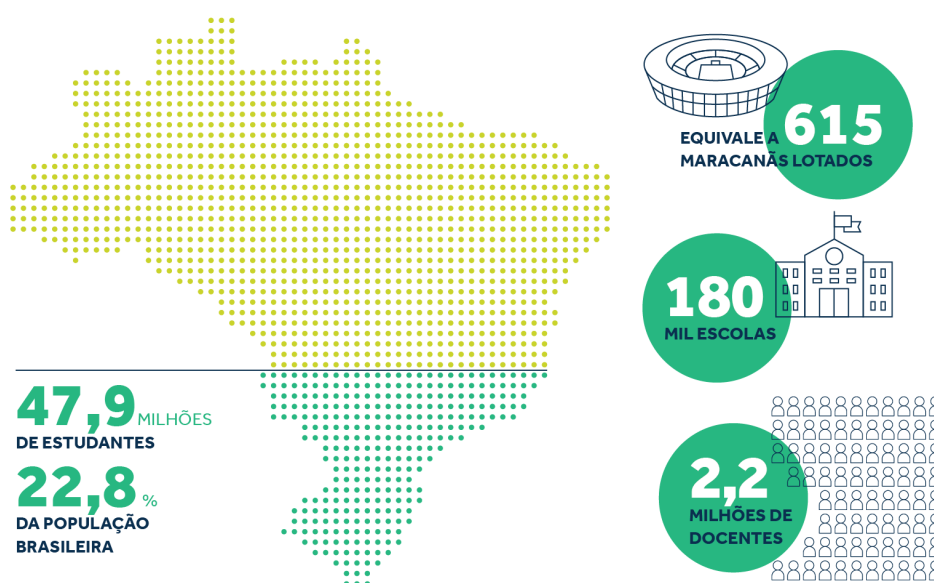 47,9 MILHÕES
DE ESTUDANTES
22,8 %
DA POPULAÇÃO
BRASILEIRA
EQUIVALE A 615
MARACANÃS LOTADOS
180
MIL ESCOLAS
2,2
MILHÕES DE
DOCENTES